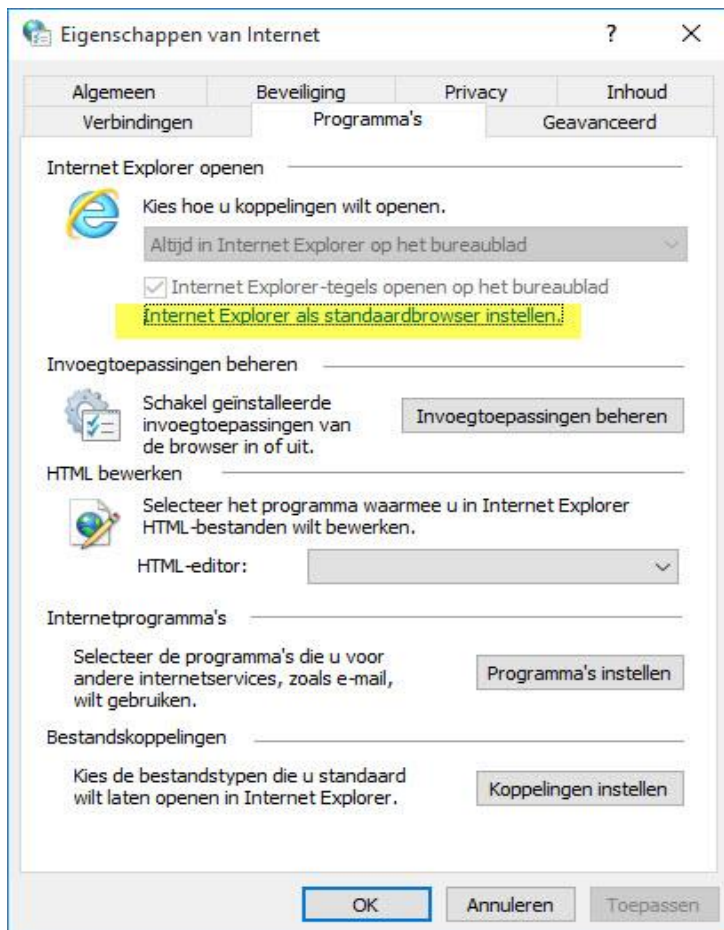 Eigenschappen van Internet
Algemeen
Beveiliging
Privacy
Inhoud
Verbindingen
Programma's
Geavanceerd
Internet Explorer openen
Kies hoe u koppelingen wilt openen.
Altijd in Internet Explorer op het bureaublad
Internet Explorer-tegels openen op het bureaublad
Internet Explorer als standaardbrowser instellen.
Invoegtoepassingen beheren
Schakel geïnstalleerde
invoegtoepassingen van
de browser in of uit.
Invoegtoepassingen beheren
HTML bewerken
Selecteer het programma waarmee u in Internet Explorer
HTML-bestanden wilt bewerken.
HTML-editor:
Internetprogramma's
Selecteer de programma's die u voor
andere internetservices, zoals e-mail,
wilt gebruiken.
Programma's instellen
Bestandskoppelingen
Kies de bestandstypen die u standaard
wilt laten openen in Internet Explorer.
Koppelingen instellen
OK
Annuleren
Toepassen